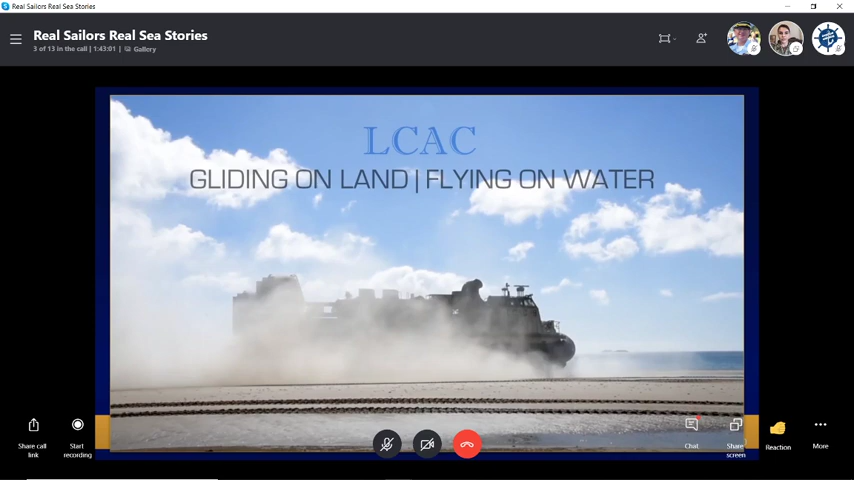 Real Sailors Real Sea Stories
Real Sailors Real Sea Stories
3 of 13 in the call | 1:43:01 | Gallery
LCAC
GLIDING ON LAND | FLYING ON WATER
Share call
link
Start
recording
Chat
Share
screen
Reaction
More